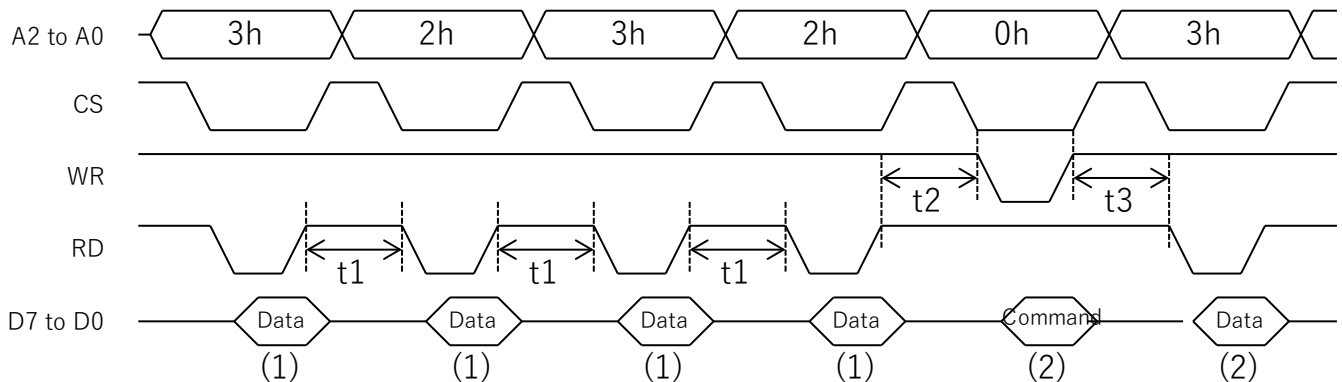 A2 to A0 3h 2h 3h 2h 0h 3h
CS
WR
t2 t3
RD
t1 t1 t1
D7 to D0 Data Data Data Data Command Data
(1) (1) (1) (1) (2) (2)